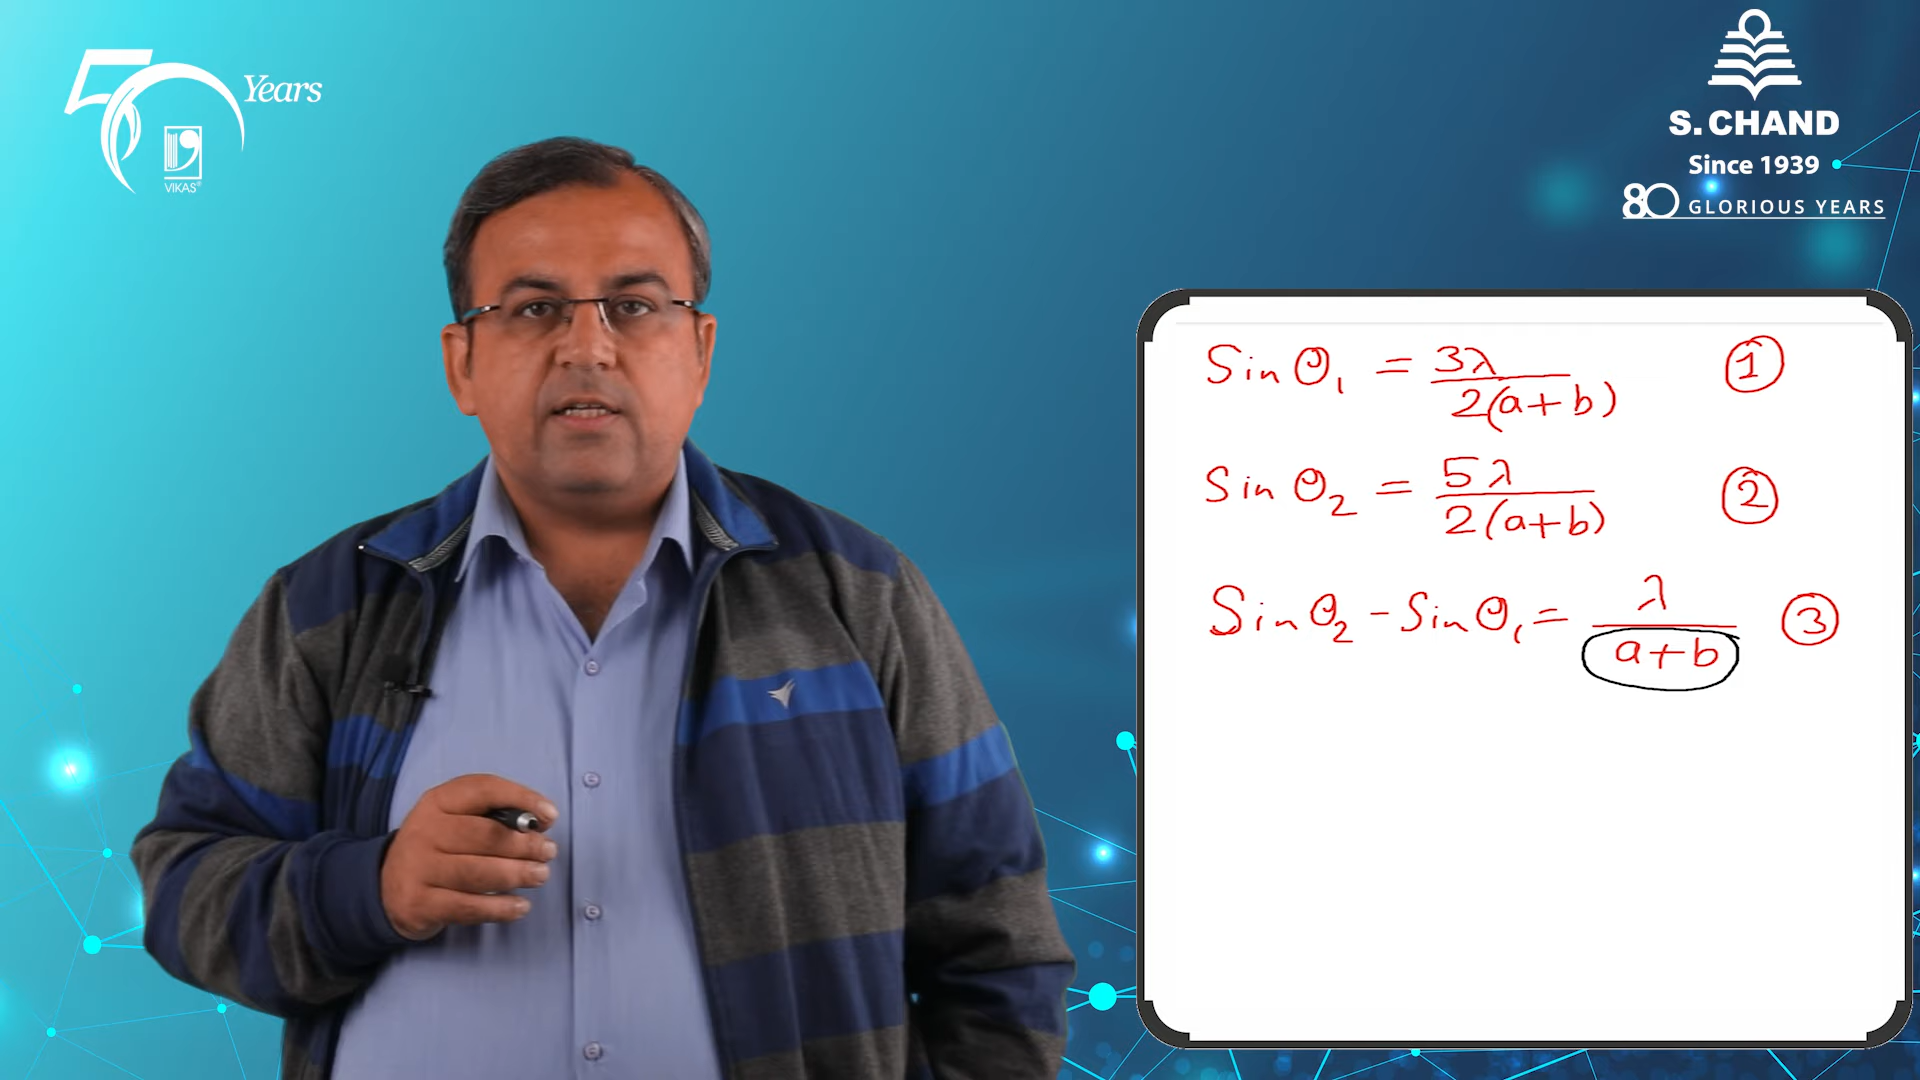 50 Years
VIKAS®
S. CHAND
Since 1939
80 GLORIOUS YEARS
Sin θ₁ = 3λ / 2(a+b) ①
Sin θ₂ = 5λ / 2(a+b) ②
Sin θ₂ - Sin θ₁ = λ / a+b ③